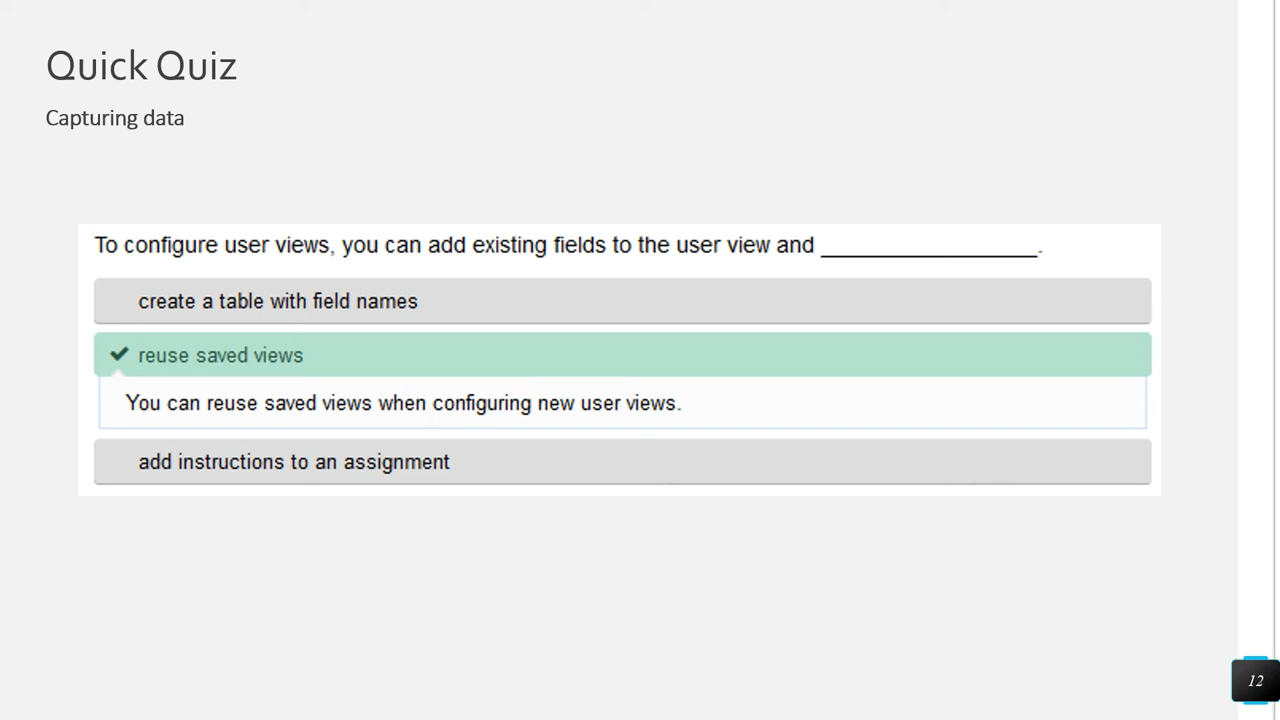 Quick Quiz
Capturing data
To configure user views, you can add existing fields to the user view and __________________.
create a table with field names
✔ reuse saved views
You can reuse saved views when configuring new user views.
add instructions to an assignment
12